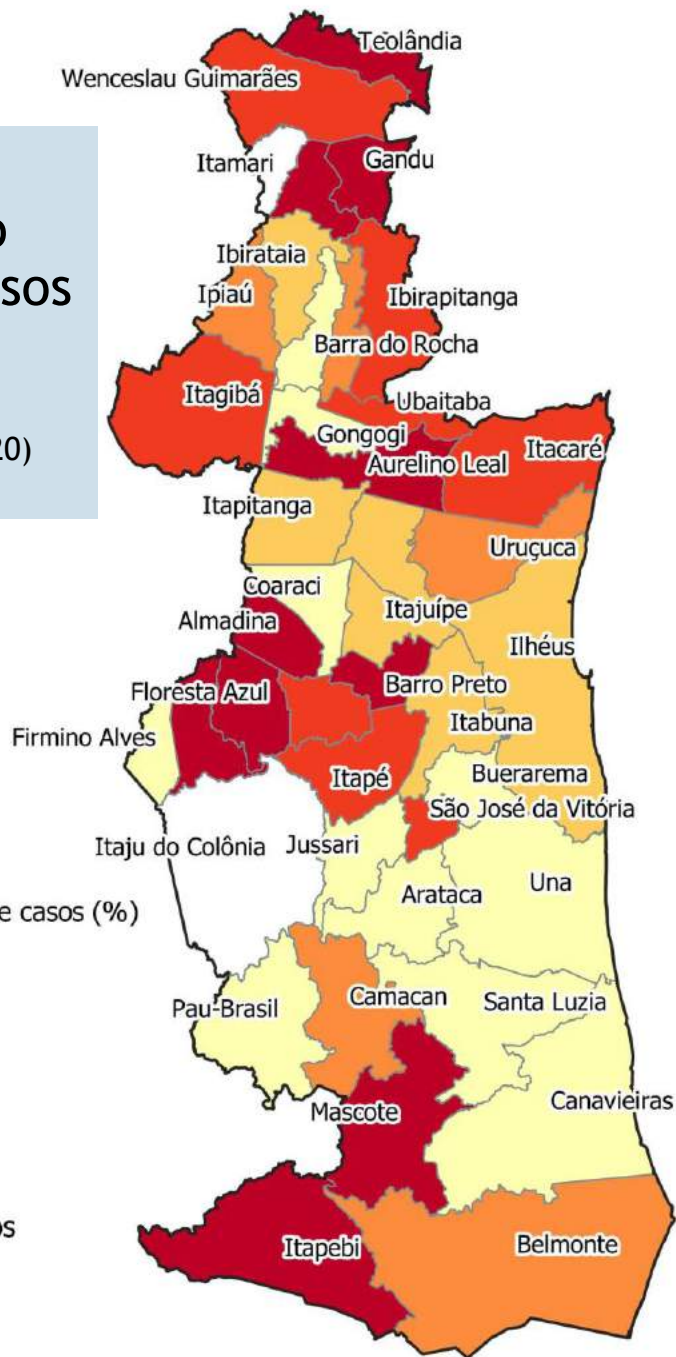 Teolândia
Wenceslau Guimarães
Itamari
Gandu
o
sos
20)
Ibirataia
Ipiaú
Ibirapitanga
Barra do Rocha
Itagibá
Ubaitaba
Gongogi
Aurelino Leal
Itacaré
Itapitanga
Uruçuca
Coaraci
Itajuípe
Almadina
Ilhéus
Floresta Azul
Barro Preto
Firmino Alves
Itabuna
Itapé
Buerarema
São José da Vitória
Itaju do Colônia
Jussari
Una
Arataca
e casos (%)
Pau-Brasil
Camacan
Santa Luzia
Mascote
Canavieiras
os
Itapebi
Belmonte